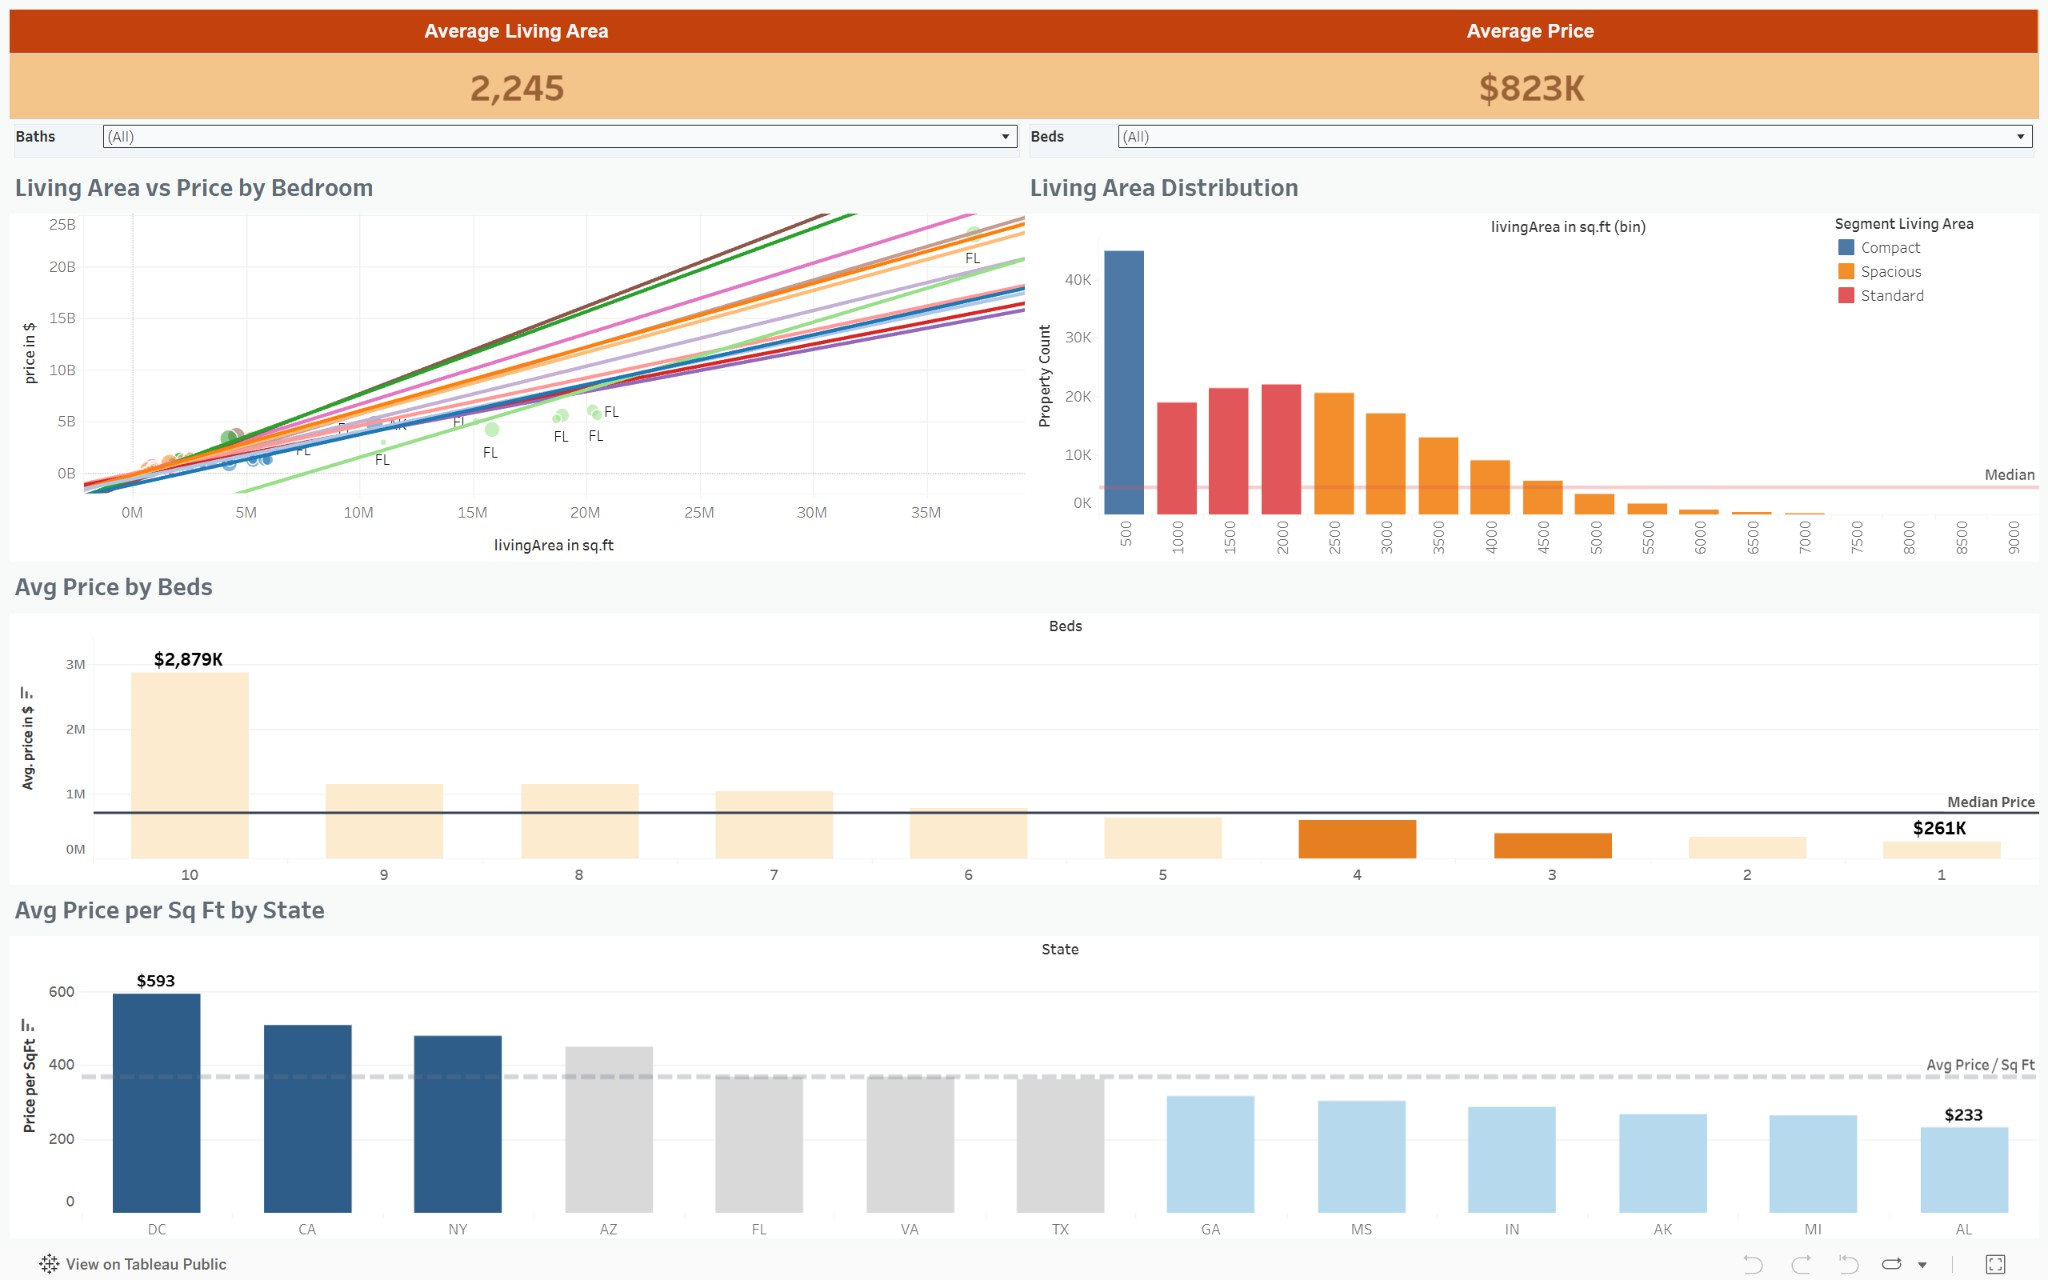 Average Living Area
Average Price
2,245
$823K
Baths
(All)
Beds
(All)
Living Area vs Price by Bedroom
25B
20B
15B
10B
5B
0B
price in $
FL
FL
FL
FL
FL
FL
FL
FL
0M
5M
10M
15M
20M
25M
30M
35M
livingArea in sq.ft
Living Area Distribution
livingArea in sq.ft (bin)
Segment Living Area
Compact
Spacious
Standard
40K
30K
20K
10K
0K
Property Count
Median
500
1000
1500
2000
2500
3000
3500
4000
4500
5000
5500
6000
6500
7000
7500
8000
8500
9000
Avg Price by Beds
Beds
3M
2M
1M
0M
Avg. price in $
$2,879K
Median Price
$261K
10
9
8
7
6
5
4
3
2
1
Avg Price per Sq Ft by State
State
600
400
200
0
Price per SqFt
$593
Avg Price / Sq Ft
$233
DC
CA
NY
AZ
FL
VA
TX
GA
MS
IN
AK
MI
AL
View on Tableau Public